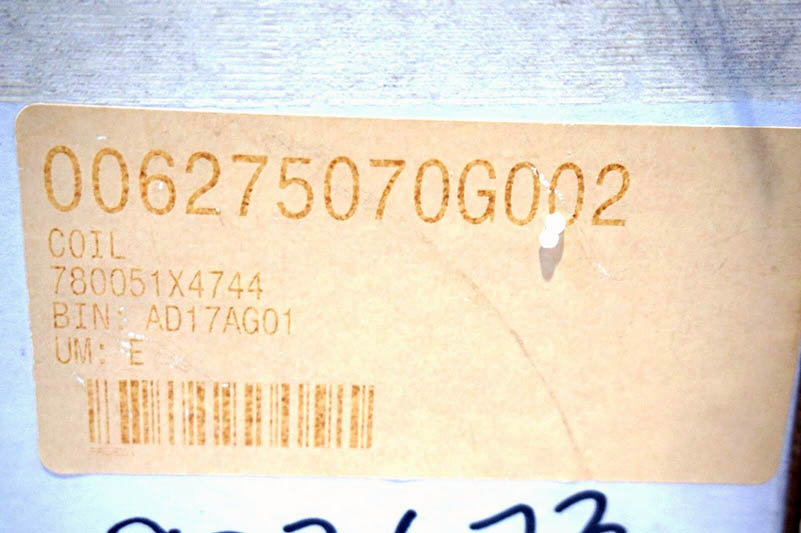 006275070G002
COIL
780051X4744
BIN: AD17AG01
UM: E